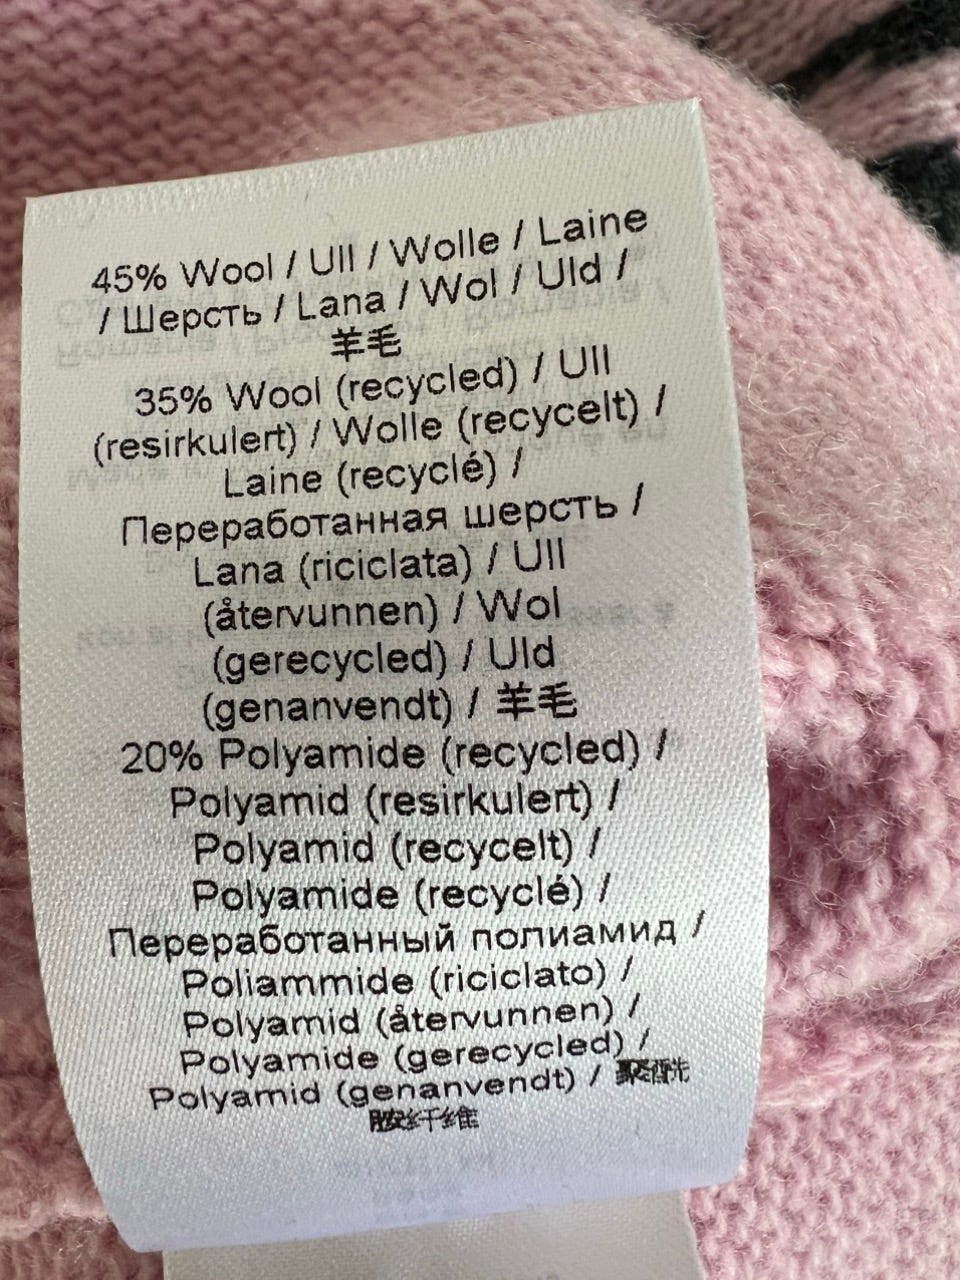 45% Wool / Ull / Wolle / Laine
/ Шерсть / Lana / Wol / Uld /
羊毛
35% Wool (recycled) / Ull
(resirkulert) / Wolle (recycelt) /
Laine (recyclé) /
Переработанная шерсть /
Lana (riciclata) / Ull
(återvunnen) / Wol
(gerecycled) / Uld
(genanvendt) / 羊毛
20% Polyamide (recycled) /
Polyamid (resirkulert) /
Polyamid (recycelt) /
Polyamide (recyclé) /
Переработанный полиамид /
Poliammide (riciclato) /
Polyamid (återvunnen) /
Polyamide (gerecycled) /
Polyamid (genanvendt) /
胺纤维